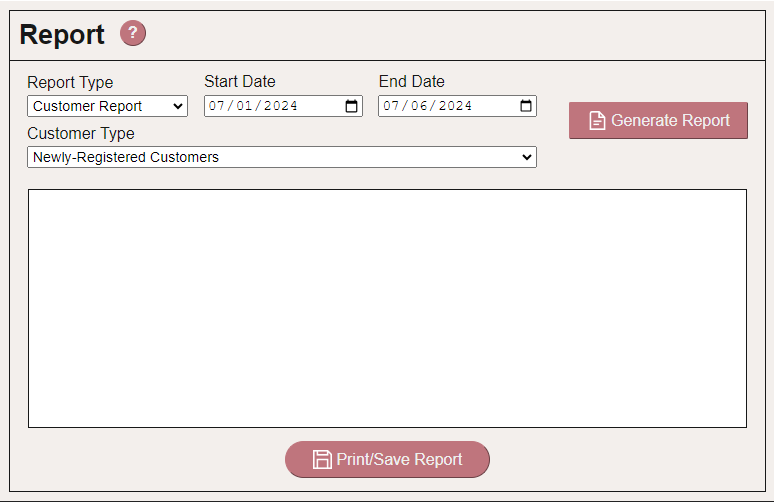 Report ?
Report Type Start Date End Date
Customer Report 07/01/2024 07/06/2024
Generate Report
Customer Type
Newly-Registered Customers
Print/Save Report